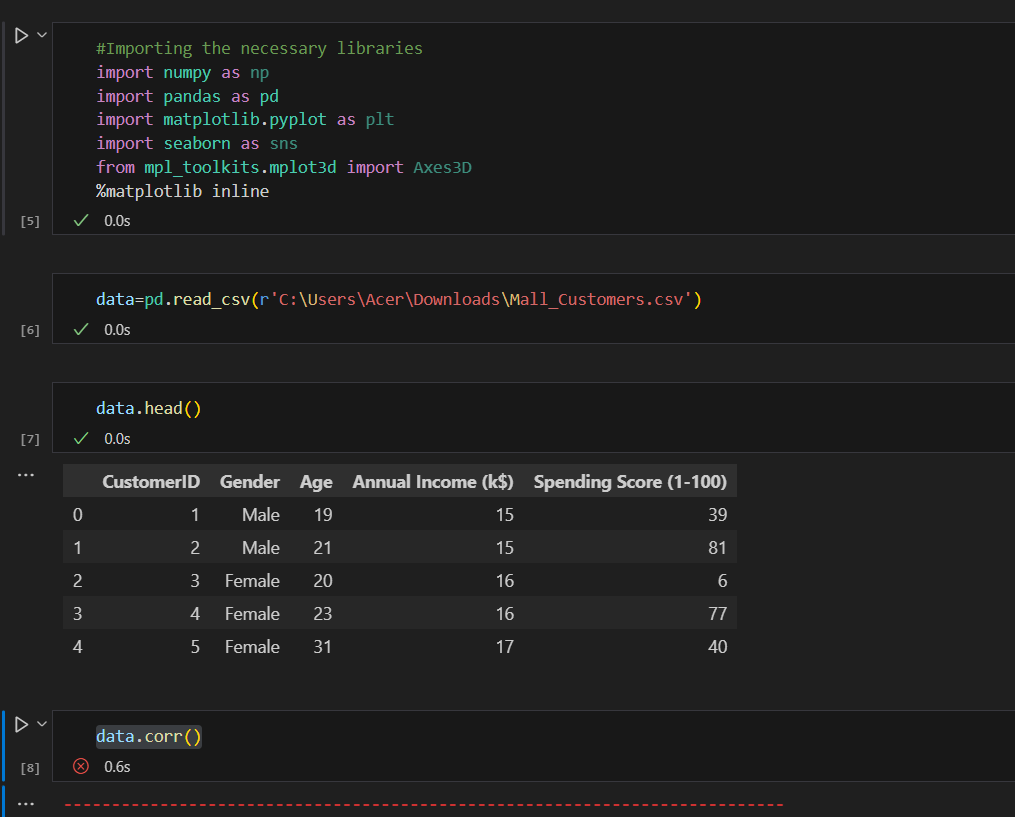 #Importing the necessary libraries
import numpy as np
import pandas as pd
import matplotlib.pyplot as plt
import seaborn as sns
from mpl_toolkits.mplot3d import Axes3D
%matplotlib inline
[5] 0.0s
data=pd.read_csv(r'C:\Users\Acer\Downloads\Mall_Customers.csv')
[6] 0.0s
data.head()
[7] 0.0s
...
CustomerID Gender Age Annual Income (k$) Spending Score (1-100)
0 1 Male 19 15 39
1 2 Male 21 15 81
2 3 Female 20 16 6
3 4 Female 23 16 77
4 5 Female 31 17 40
data.corr()
[8] 0.6s
... ---------------------------------------------------------------------------